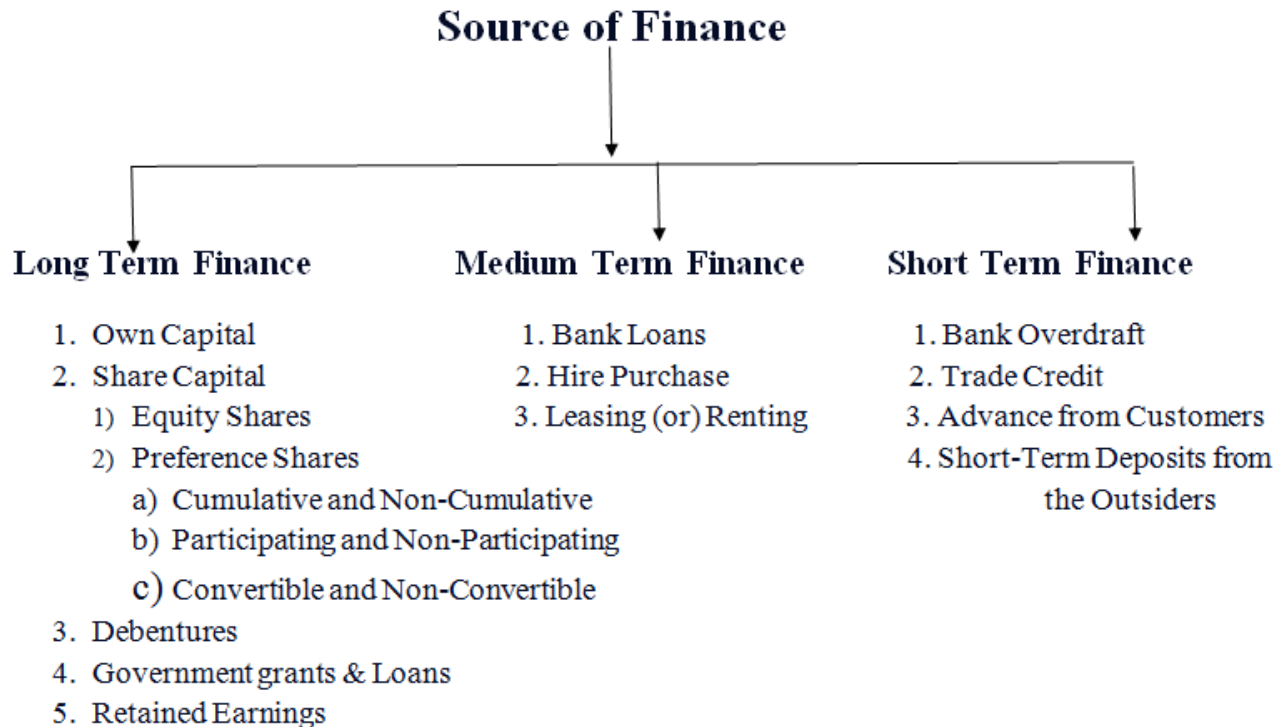 Source of Finance
Long Term Finance
1. Own Capital
2. Share Capital
1) Equity Shares
2) Preference Shares
a) Cumulative and Non-Cumulative
b) Participating and Non-Participating
c) Convertible and Non-Convertible
3. Debentures
4. Government grants & Loans
5. Retained Earnings
Medium Term Finance
1. Bank Loans
2. Hire Purchase
3. Leasing (or) Renting
Short Term Finance
1. Bank Overdraft
2. Trade Credit
3. Advance from Customers
4. Short-Term Deposits from
the Outsiders